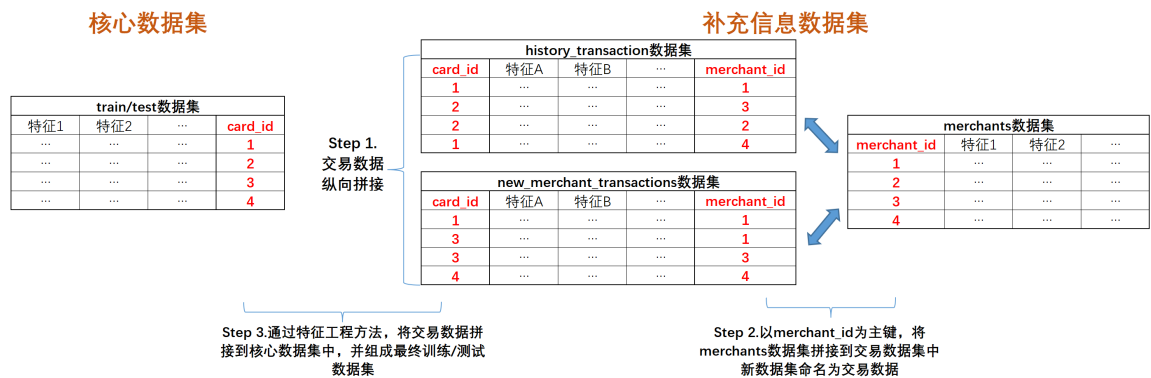 核心数据集
补充信息数据集
train/test数据集
特征1 特征2 ... card_id
... ... ... 1
... ... ... 2
... ... ... 3
... ... ... 4
Step 1.
交易数据
纵向拼接
history_transaction数据集
card_id 特征A 特征B ... merchant_id
1 ... ... ... 1
2 ... ... ... 3
2 ... ... ... 2
1 ... ... ... 4
new_merchant_transactions数据集
card_id 特征A 特征B ... merchant_id
1 ... ... ... 1
3 ... ... ... 1
3 ... ... ... 3
4 ... ... ... 4
merchants数据集
merchant_id 特征1 特征2 ...
1 ... ... ...
2 ... ... ...
3 ... ... ...
4 ... ... ...
Step 3.通过特征工程方法，将交易数据拼
接到核心数据集中，并组成最终训练/测试
数据集
Step 2.以merchant_id为主键，将
merchants数据集拼接到交易数据集中
新数据集命名为交易数据